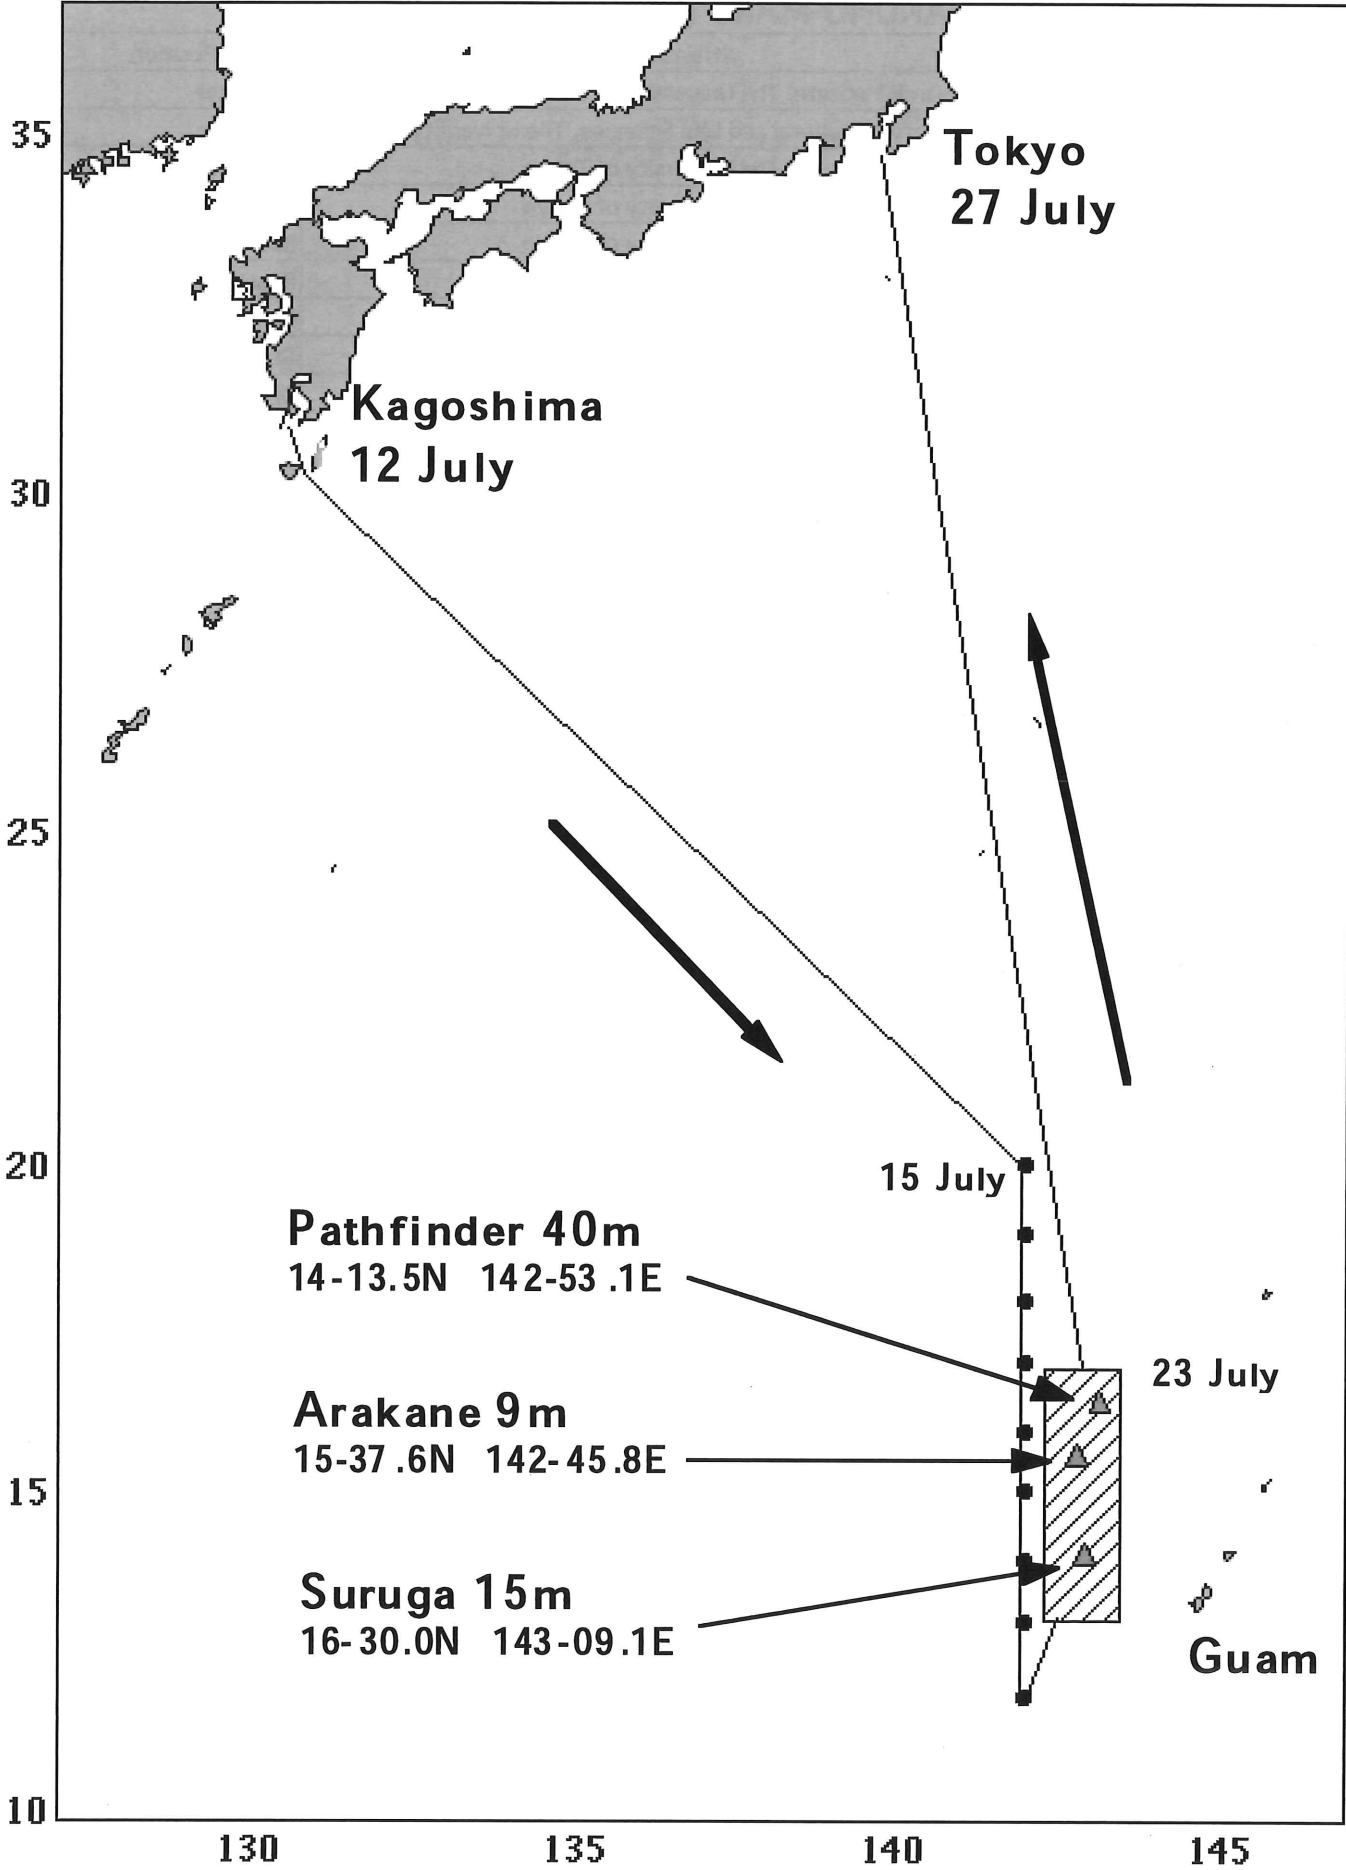 35
Tokyo
27 July
Kagoshima
12 July
30
25
20
15 July
Pathfinder 40m
14-13.5N 142-53.1E
23 July
Arakane 9m
15-37.6N 142-45.8E
15
Suruga 15m
16-30.0N 143-09.1E
Guam
10
130 135 140 145